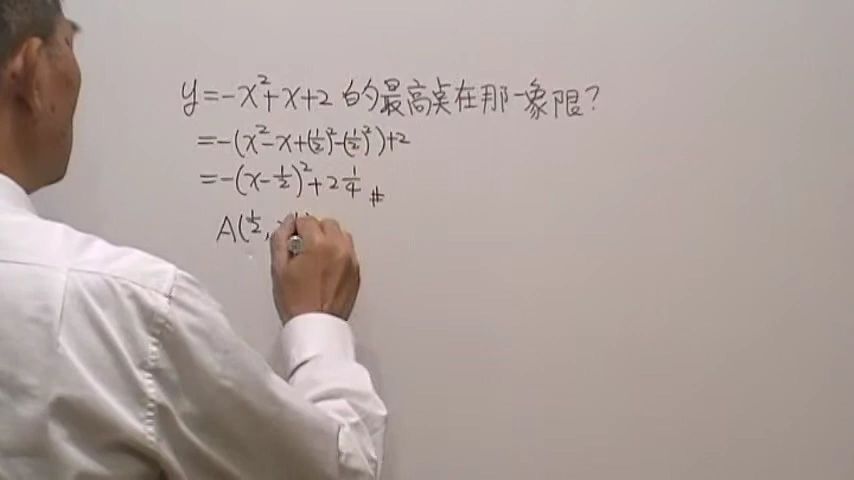 y=-x²+x+2 的最高點在那一象限?
=-(x²-x+(½)²-(½)²)+2
=-(x-½)²+2¼ #
A(½,